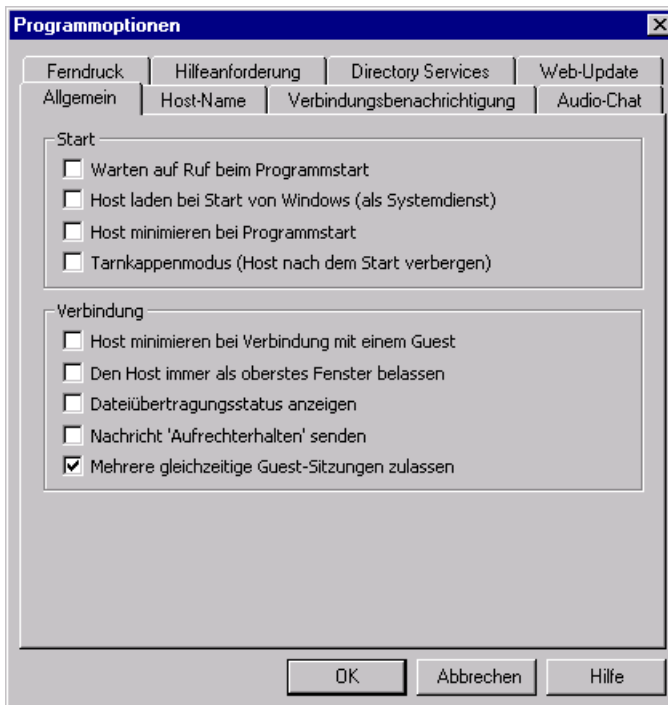 Programmoptionen
Ferndruck Hilfeanforderung Directory Services Web-Update
Allgemein Host-Name Verbindungsbenachrichtigung Audio-Chat
Start
Warten auf Ruf beim Programmstart
Host laden bei Start von Windows (als Systemdienst)
Host minimieren bei Programmstart
Tarnkappenmodus (Host nach dem Start verbergen)
Verbindung
Host minimieren bei Verbindung mit einem Guest
Den Host immer als oberstes Fenster belassen
Dateiübertragungsstatus anzeigen
Nachricht 'Aufrechterhalten' senden
Mehrere gleichzeitige Guest-Sitzungen zulassen
OK Abbrechen Hilfe